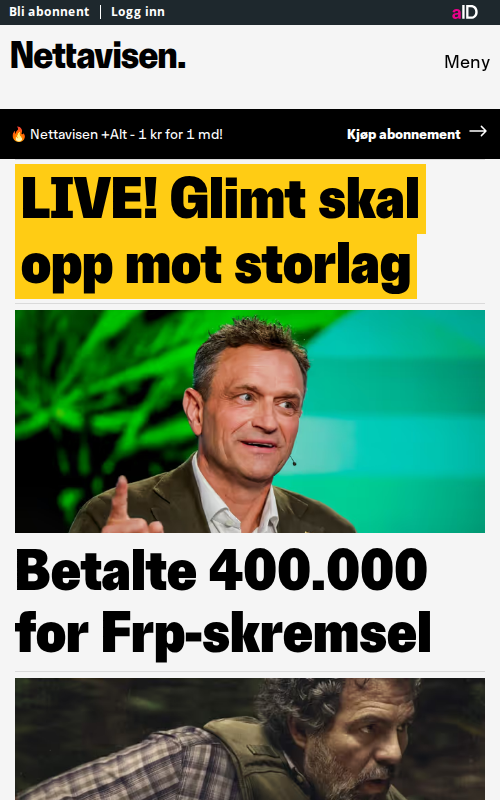 Bli abonnent | Logg inn
aID
Nettavisen.
Meny
🔥 Nettavisen +Alt - 1 kr for 1 md!
Kjøp abonnement →
LIVE! Glimt skal
opp mot storlag
Betalte 400.000
for Frp-skremsel